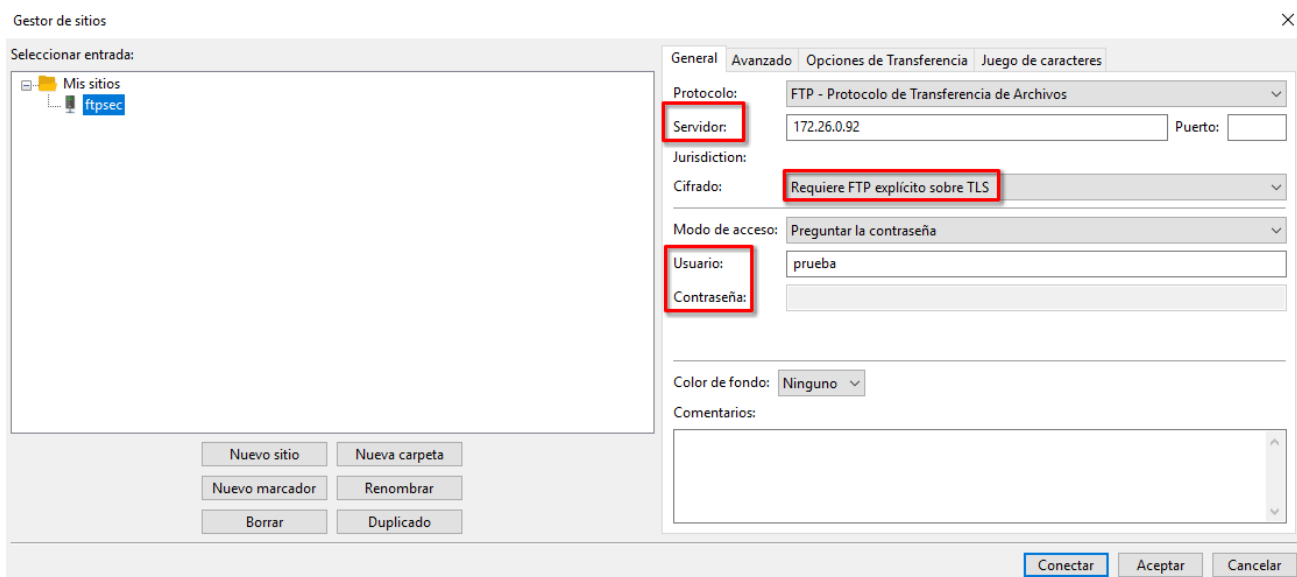 Gestor de sitios
Seleccionar entrada:
Mis sitios
ftpsec
Nuevo sitio Nueva carpeta
Nuevo marcador Renombrar
Borrar Duplicado
General Avanzado Opciones de Transferencia Juego de caracteres
Protocolo: FTP - Protocolo de Transferencia de Archivos
Servidor: 172.26.0.92 Puerto:
Jurisdiction:
Cifrado: Requiere FTP explícito sobre TLS
Modo de acceso: Preguntar la contraseña
Usuario: prueba
Contraseña:
Color de fondo: Ninguno
Comentarios:
Conectar Aceptar Cancelar